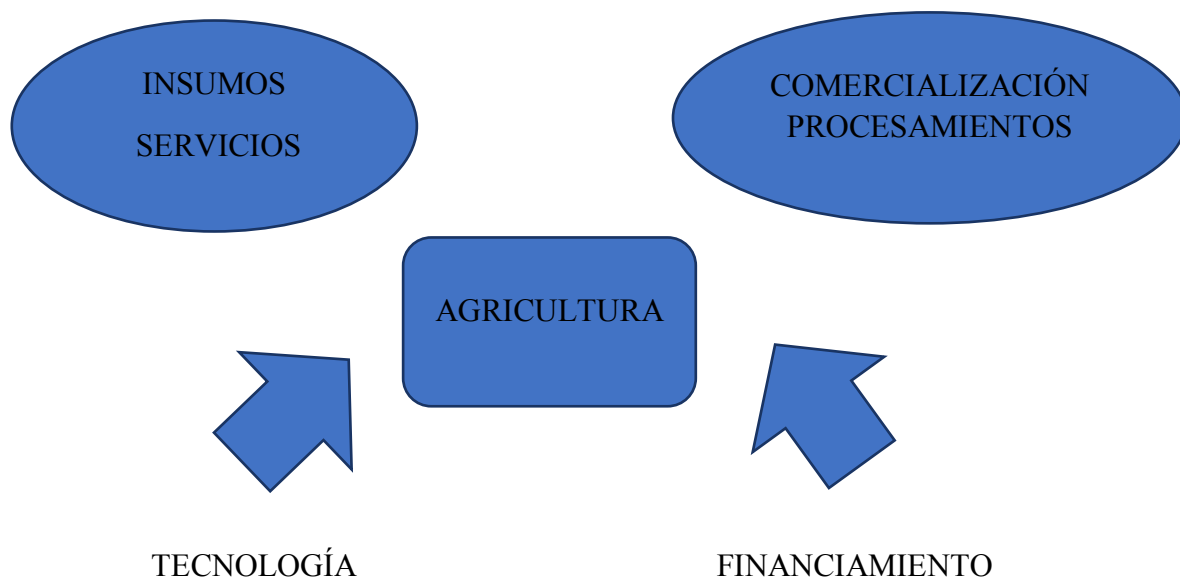 INSUMOS
SERVICIOS
COMERCIALIZACIÓN
PROCESAMIENTOS
AGRICULTURA
TECNOLOGÍA
FINANCIAMIENTO